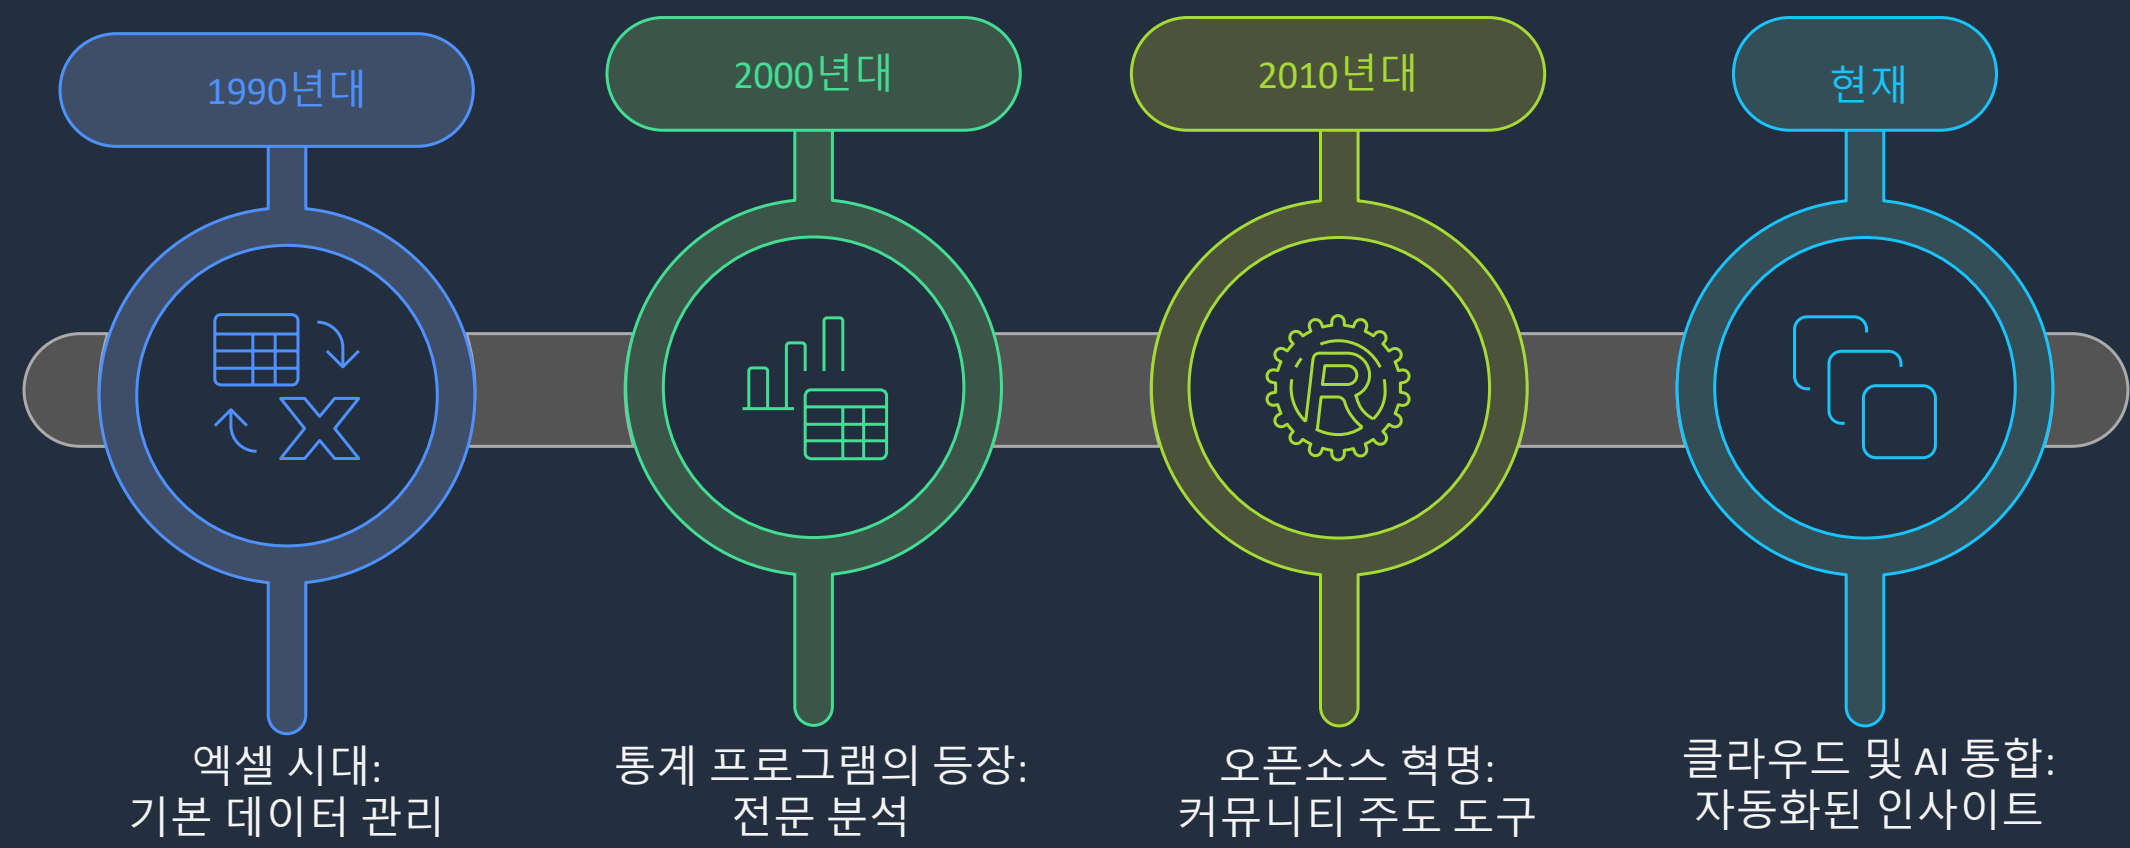 1990년대
2000년대
2010년대
현재
엑셀 시대:
기본 데이터 관리
통계 프로그램의 등장:
전문 분석
오픈소스 혁명:
커뮤니티 주도 도구
클라우드 및 AI 통합:
자동화된 인사이트